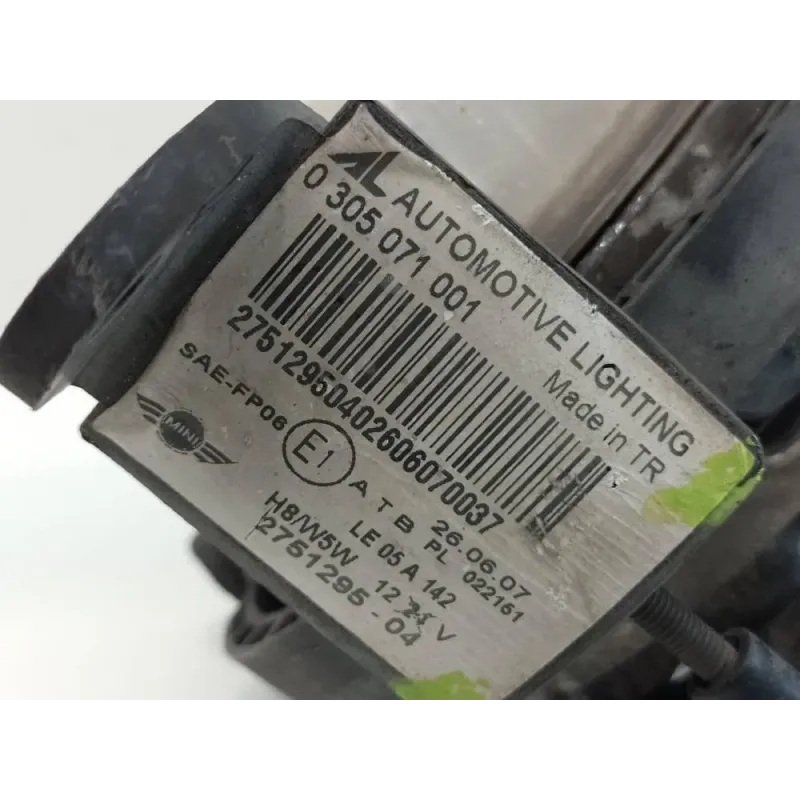 AL AUTOMOTIVE LIGHTING
0 305 071 001
Made in TR
27512950402606070037
SAE-FP06
MINI
E1
A T B 26.06.07
PL 022161
LE 05 A 142
H8/W5W 12 V
2751295-04